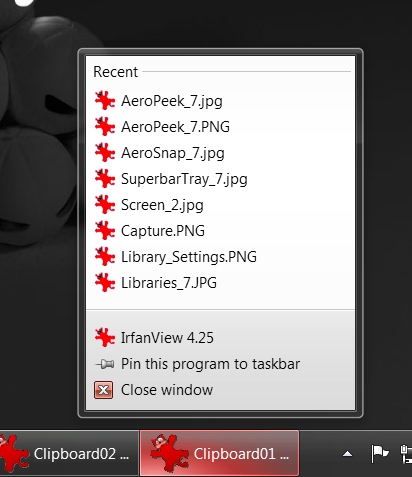 Recent
AeroPeek_7.jpg
AeroPeek_7.PNG
AeroSnap_7.jpg
SuperbarTray_7.jpg
Screen_2.jpg
Capture.PNG
Library_Settings.PNG
Libraries_7.JPG
IrfanView 4.25
Pin this program to taskbar
Close window
Clipboard02 ...
Clipboard01 ...